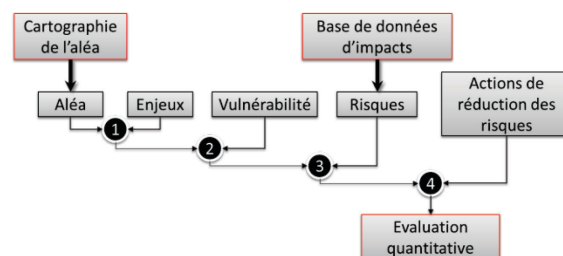 Cartographie
de l'aléa
Base de données
d'impacts
Aléa
Enjeux
Vulnérabilité
Risques
Actions de
réduction des
risques
1
2
3
4
Evaluation
quantitative